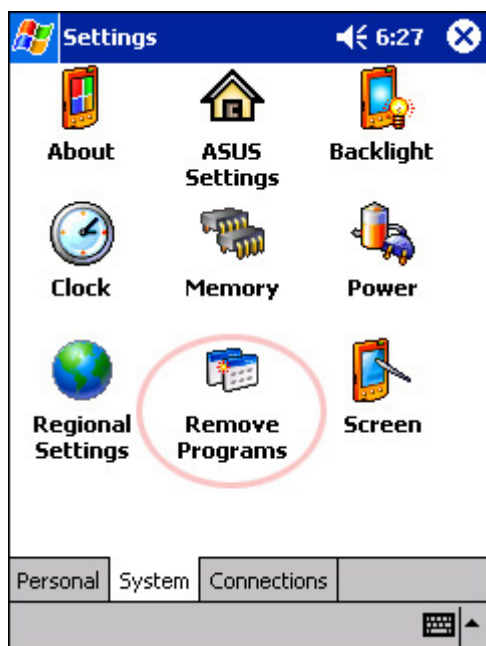 Settings 6:27
About
ASUS Settings
Backlight
Clock
Memory
Power
Regional Settings
Remove Programs
Screen
Personal System Connections